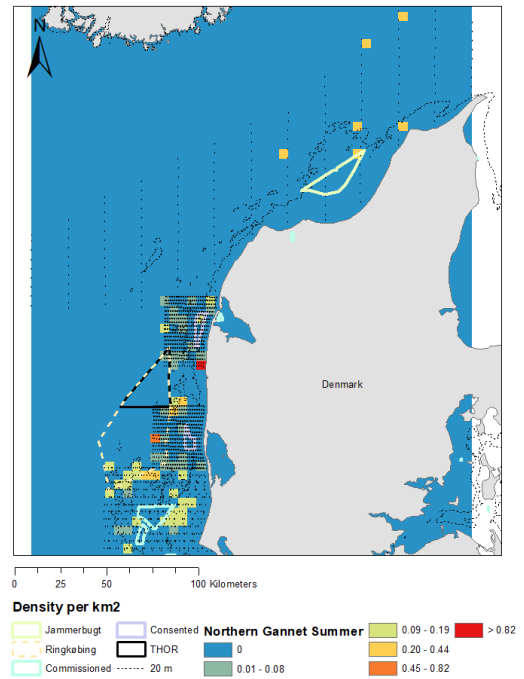 N
Denmark
0 25 50 100 Kilometers
Density per km2
Jammerbugt
Ringkøbing
Commissioned
Consented
THOR
20 m
Northern Gannet Summer
0
0.01 - 0.08
0.09 - 0.19
0.20 - 0.44
0.45 - 0.82
> 0.82